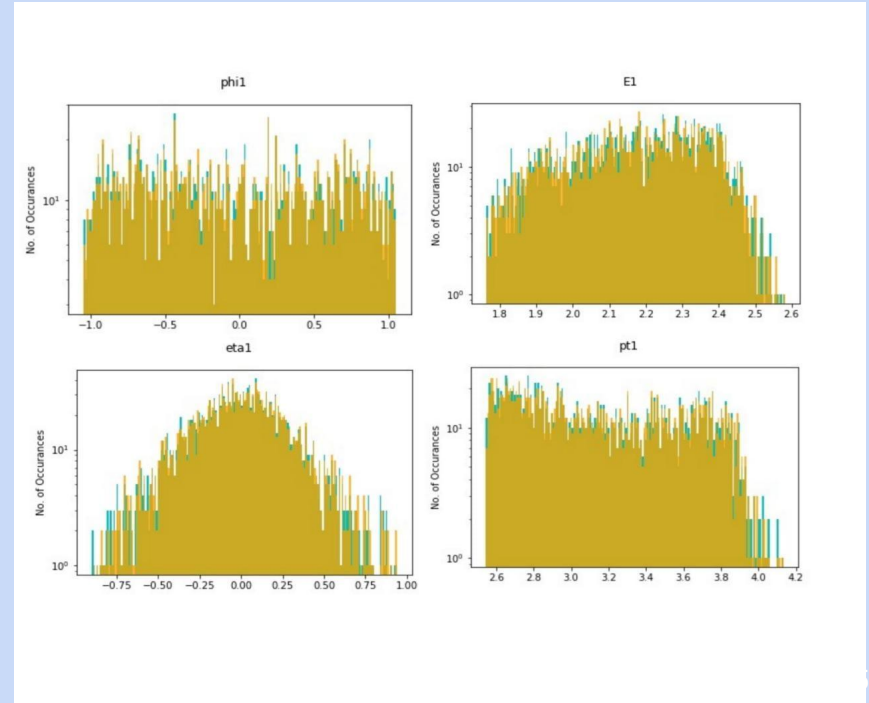 phi1
No. of Occurances
10¹
−1.0 −0.5 0.0 0.5 1.0
E1
No. of Occurances
10¹
10⁰
1.8 1.9 2.0 2.1 2.2 2.3 2.4 2.5 2.6
eta1
No. of Occurances
10¹
10⁰
−0.75 −0.50 −0.25 0.00 0.25 0.50 0.75 1.00
pt1
No. of Occurances
10¹
10⁰
2.6 2.8 3.0 3.2 3.4 3.6 3.8 4.0 4.2